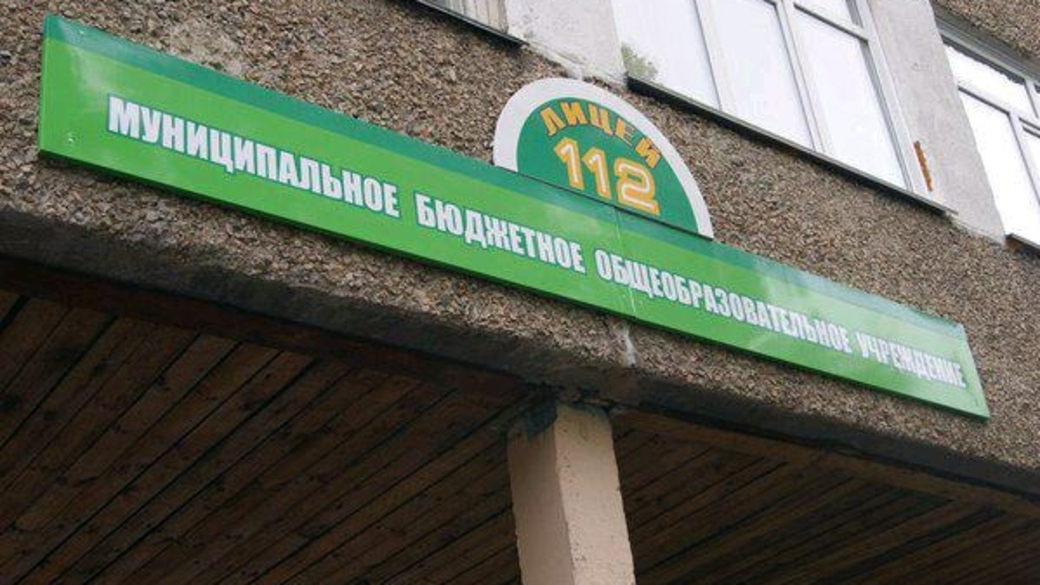 ЛИЦЕЙ
112
МУНИЦИПАЛЬНОЕ БЮДЖЕТНОЕ ОБЩЕОБРАЗОВАТЕЛЬНОЕ УЧРЕЖДЕНИЕ